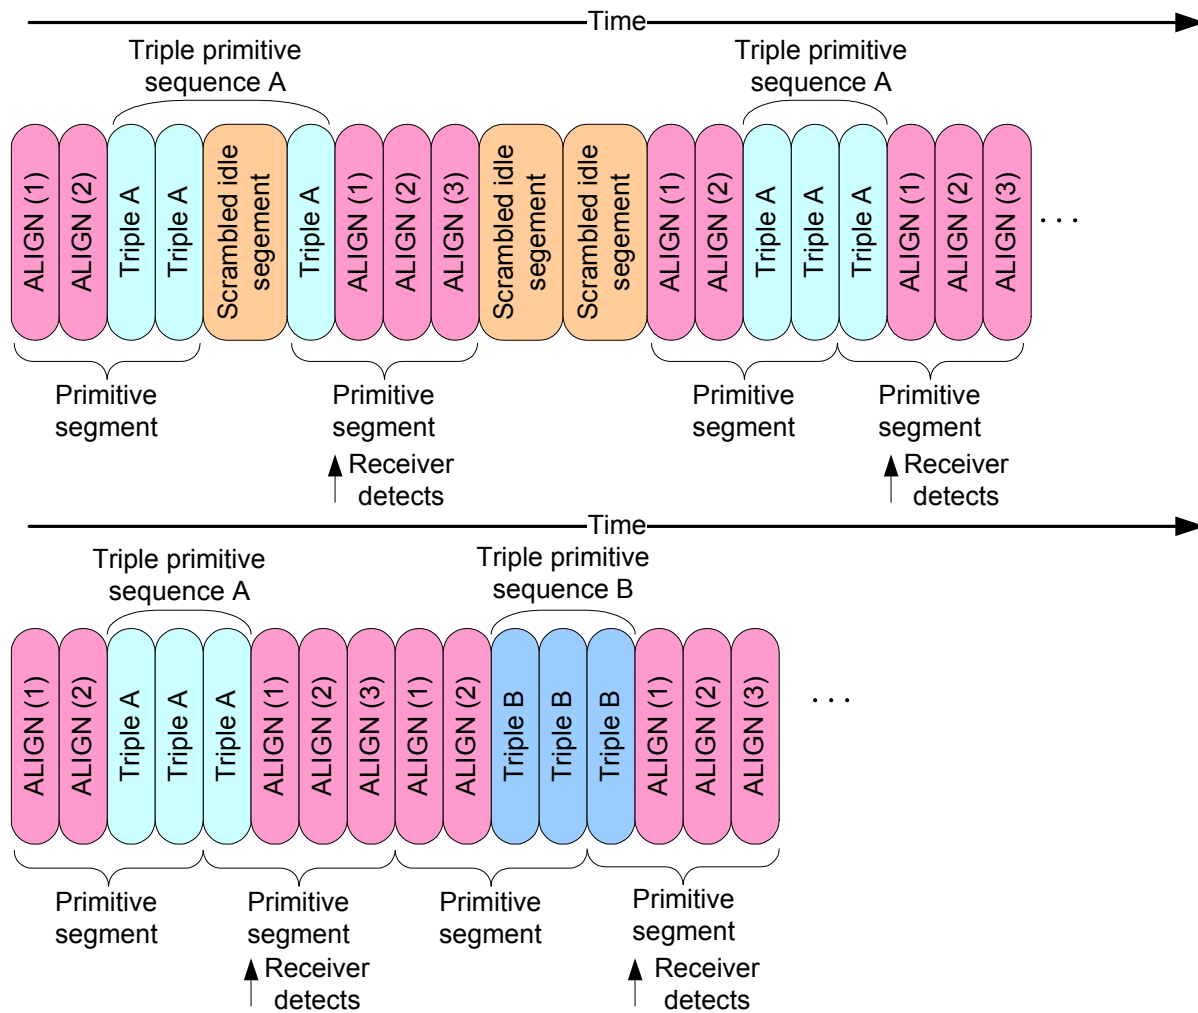 Time
Triple primitive
sequence A
Triple primitive
sequence A
ALIGN (1)
ALIGN (2)
Triple A
Triple A
Scrambled idle
segement
Triple A
ALIGN (1)
ALIGN (2)
ALIGN (3)
Scrambled idle
segement
Scrambled idle
segement
ALIGN (1)
ALIGN (2)
Triple A
Triple A
Triple A
ALIGN (1)
ALIGN (2)
ALIGN (3)
. . .
Primitive
segment
Primitive
segment
Receiver
detects
Primitive
segment
Primitive
segment
Receiver
detects
Time
Triple primitive
sequence A
Triple primitive
sequence B
ALIGN (1)
ALIGN (2)
Triple A
Triple A
Triple A
ALIGN (1)
ALIGN (2)
ALIGN (3)
ALIGN (1)
ALIGN (2)
Triple B
Triple B
Triple B
ALIGN (1)
ALIGN (2)
ALIGN (3)
. . .
Primitive
segment
Primitive
segment
Receiver
detects
Primitive
segment
Primitive
segment
Receiver
detects